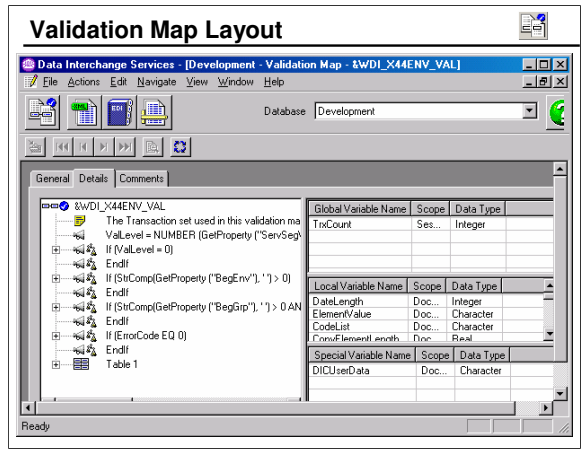 Validation Map Layout
Data Interchange Services - [Development - Validation Map - &WDI_X44ENV_VAL]
File Actions Edit Navigate View Window Help
EDI
Database Development
General Details Comments
&WDI_X44ENV_VAL
The Transaction set used in this validation ma
ValLevel = NUMBER (GetProperty ("ServSeg
If (ValLevel = 0)
EndIf
If (StrComp(GetProperty ("BegEnv"), ' ') > 0)
EndIf
If (StrComp(GetProperty ("BegGrp"), ' ') > 0 AN
EndIf
If (ErrorCode EQ 0)
EndIf
Table 1
Global Variable Name Scope Data Type
TrxCount Ses... Integer
Local Variable Name Scope Data Type
DateLength Doc... Integer
ElementValue Doc... Character
CodeList Doc... Character
CopyElementLength Doc... Real
Special Variable Name Scope Data Type
DICUserData Doc... Character
Ready